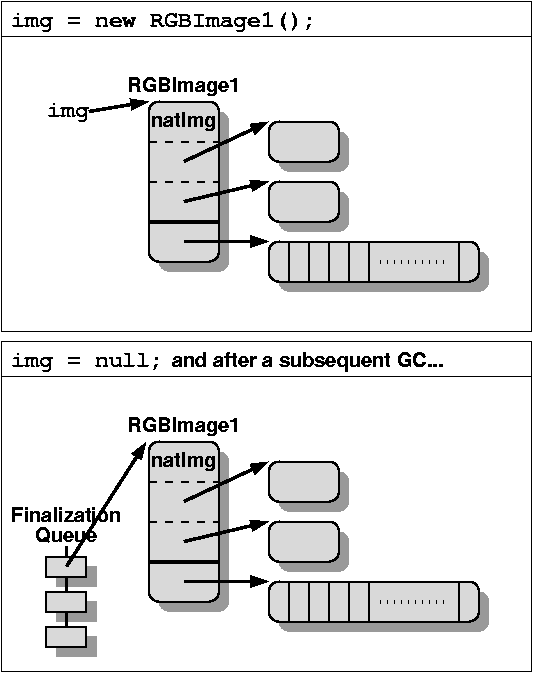 img = new RGBImage1();
RGBImage1
img
natImg
img = null; and after a subsequent GC...
RGBImage1
natImg
Finalization
Queue